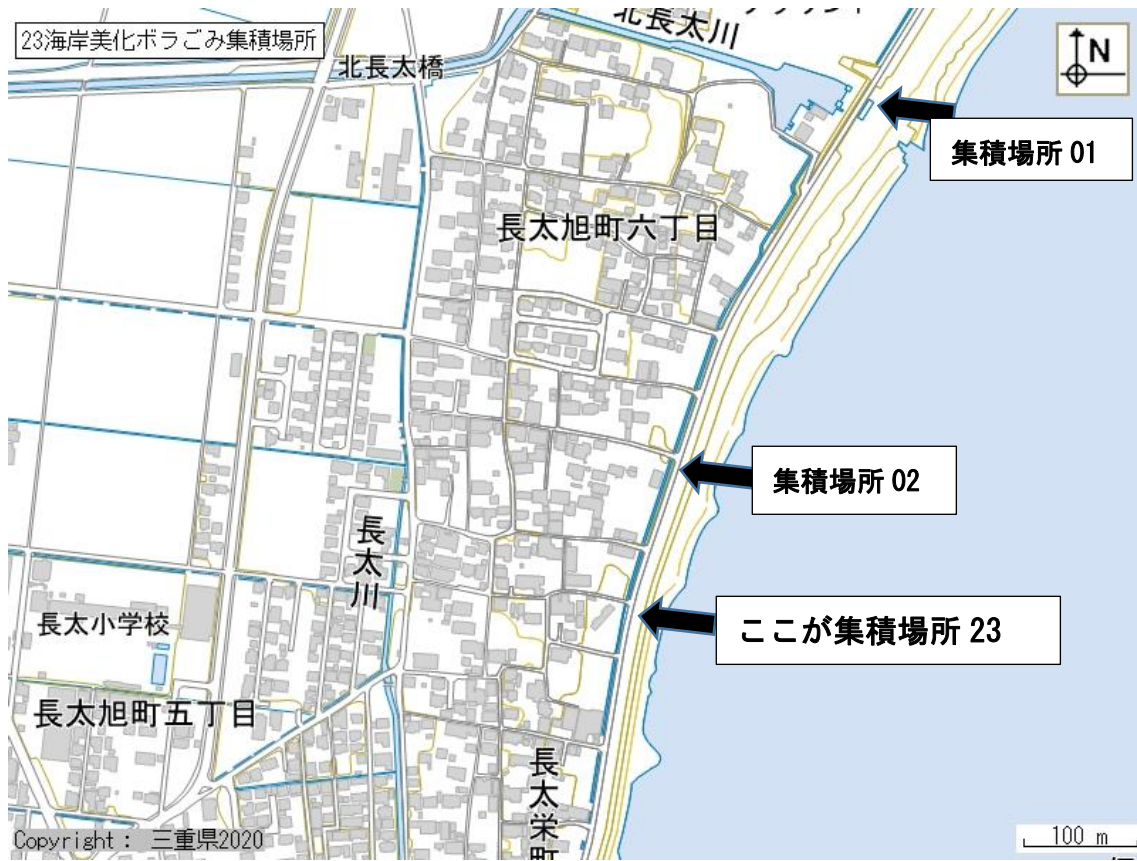 23海岸美化ボラごみ集積場所
北長太川
北長太橋
N
集積場所 01
長太旭町六丁目
集積場所 02
長太川
ここが集積場所 23
長太小学校
長太旭町五丁目
長太栄町
Copyright： 三重県2020
100 m